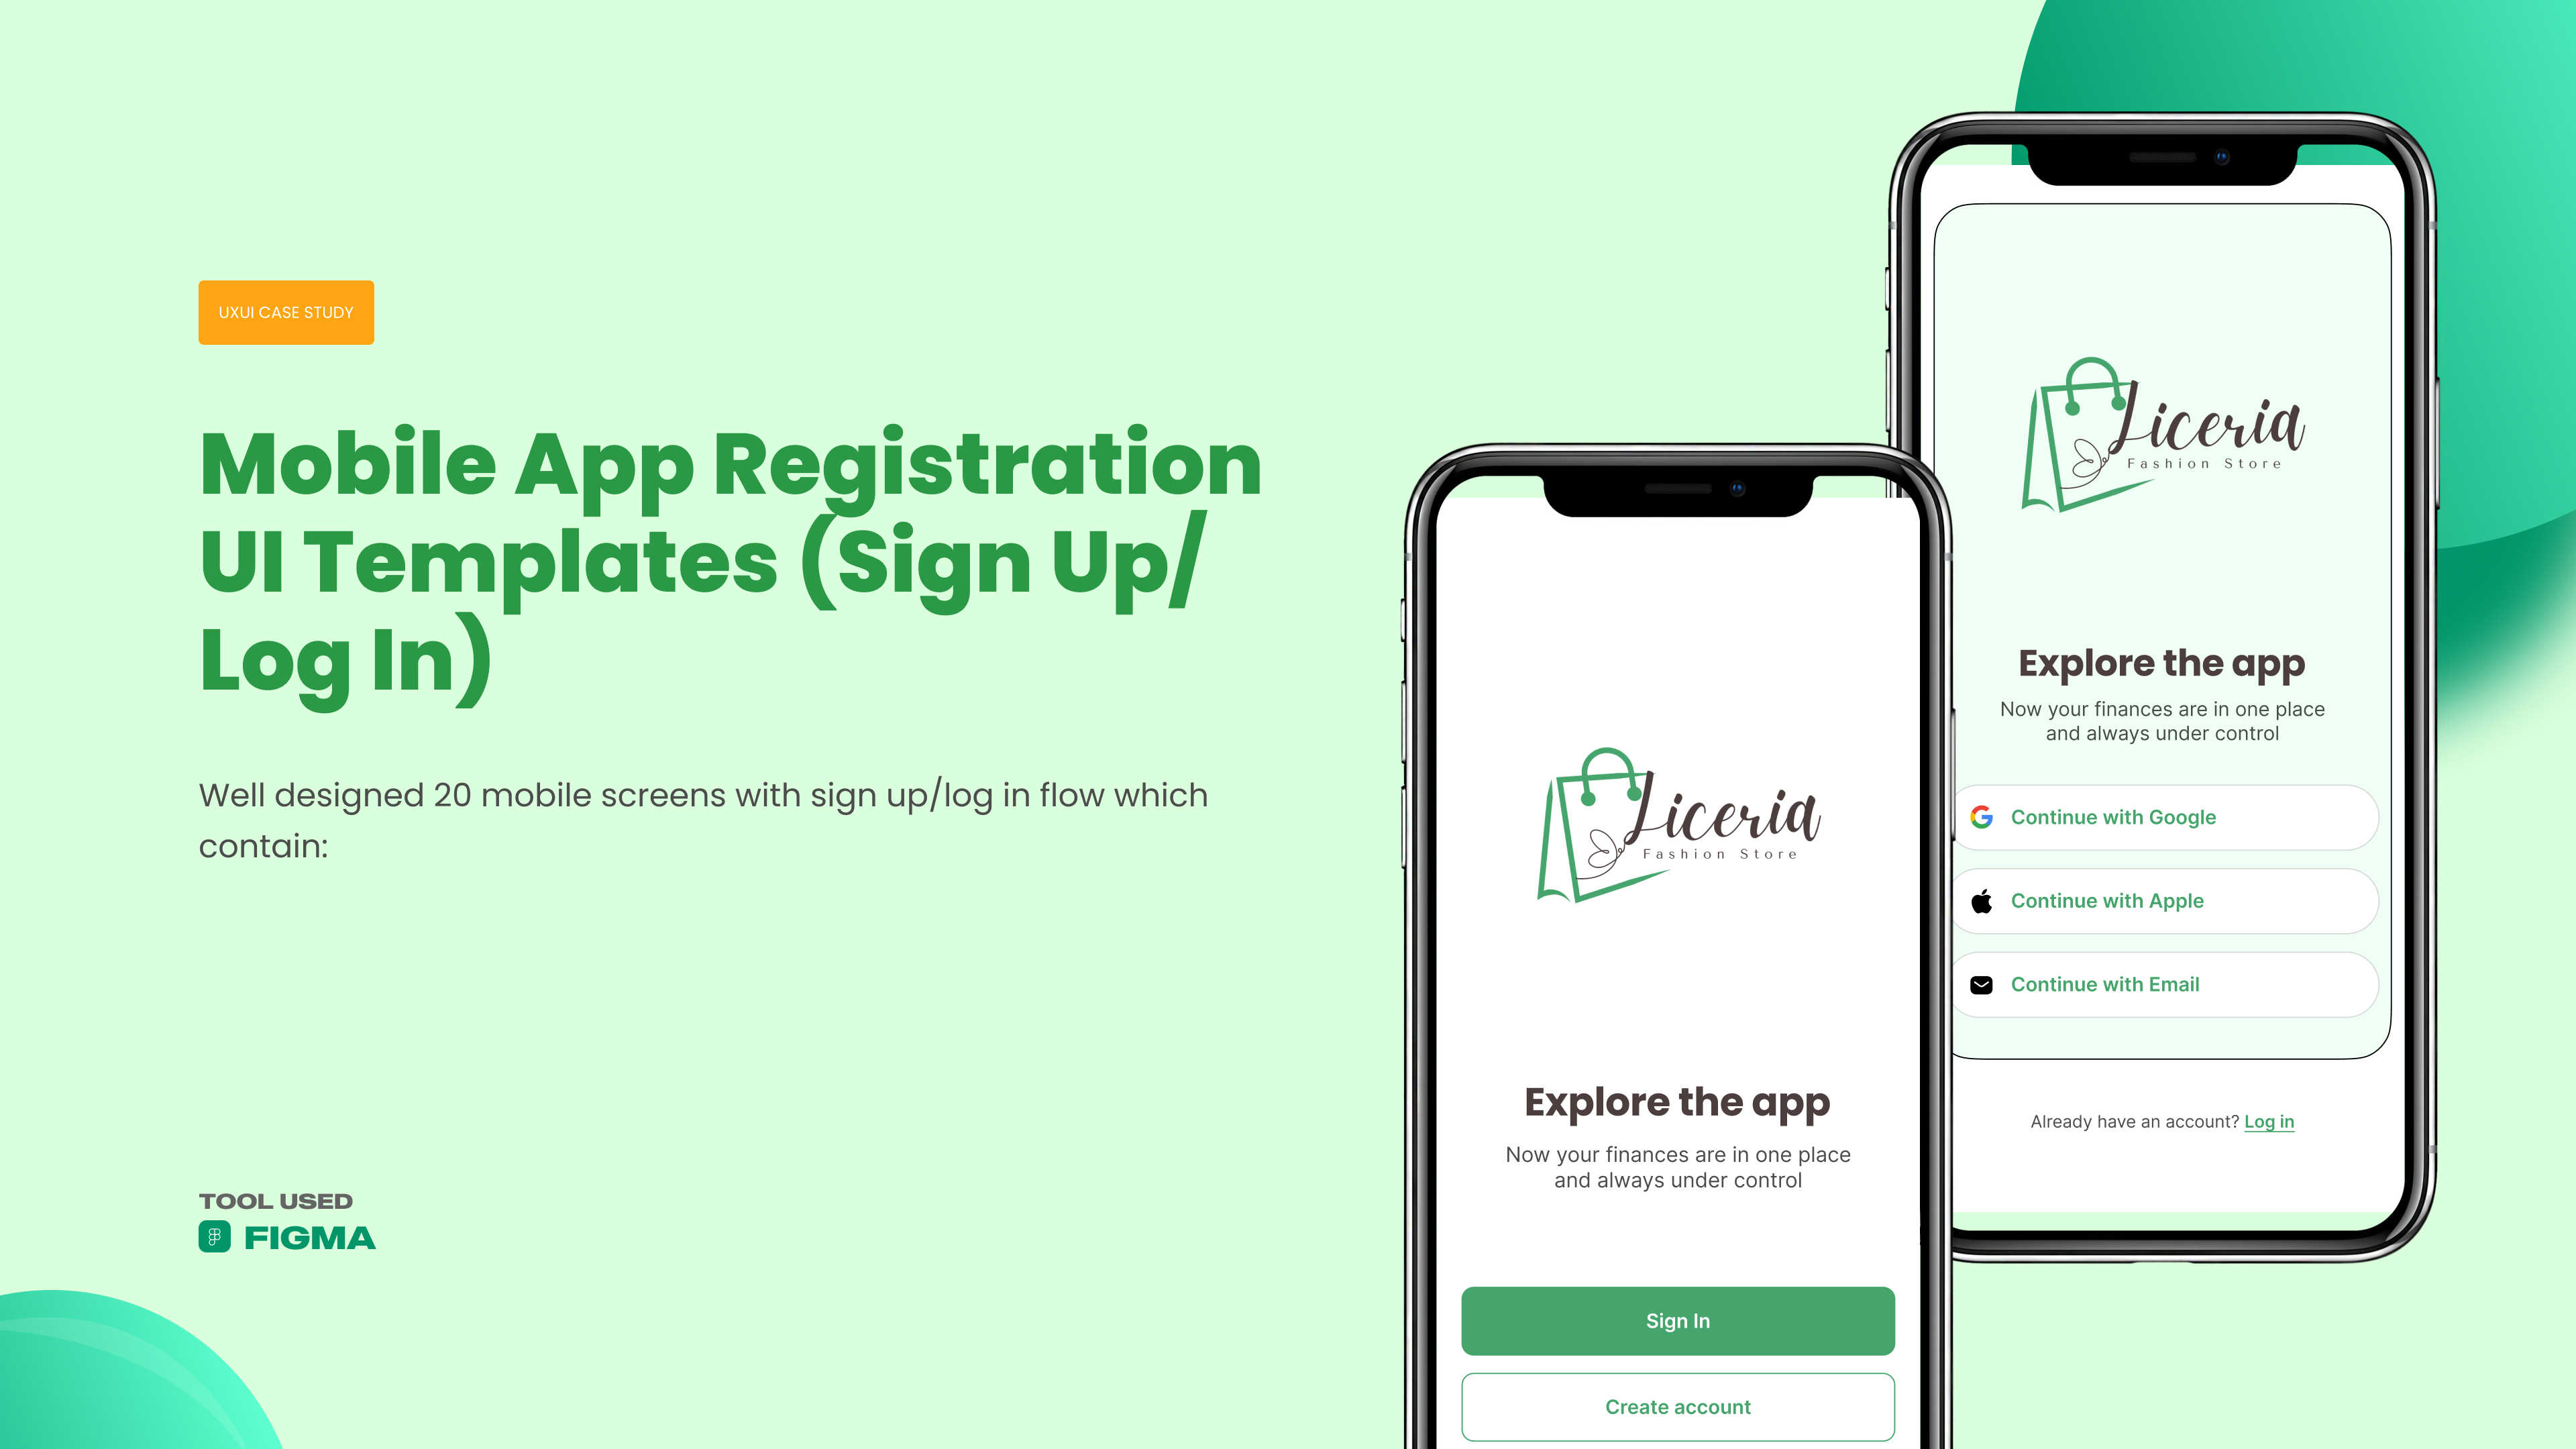 UXUI CASE STUDY
Mobile App Registration
UI Templates (Sign Up/
Log In)
Well designed 20 mobile screens with sign up/log in flow which
contain:
TOOL USED
FIGMA
Liceria
Fashion Store
Explore the app
Now your finances are in one place
and always under control
Sign In
Create account
Liceria
Fashion Store
Explore the app
Now your finances are in one place
and always under control
Continue with Google
Continue with Apple
Continue with Email
Already have an account? Log in